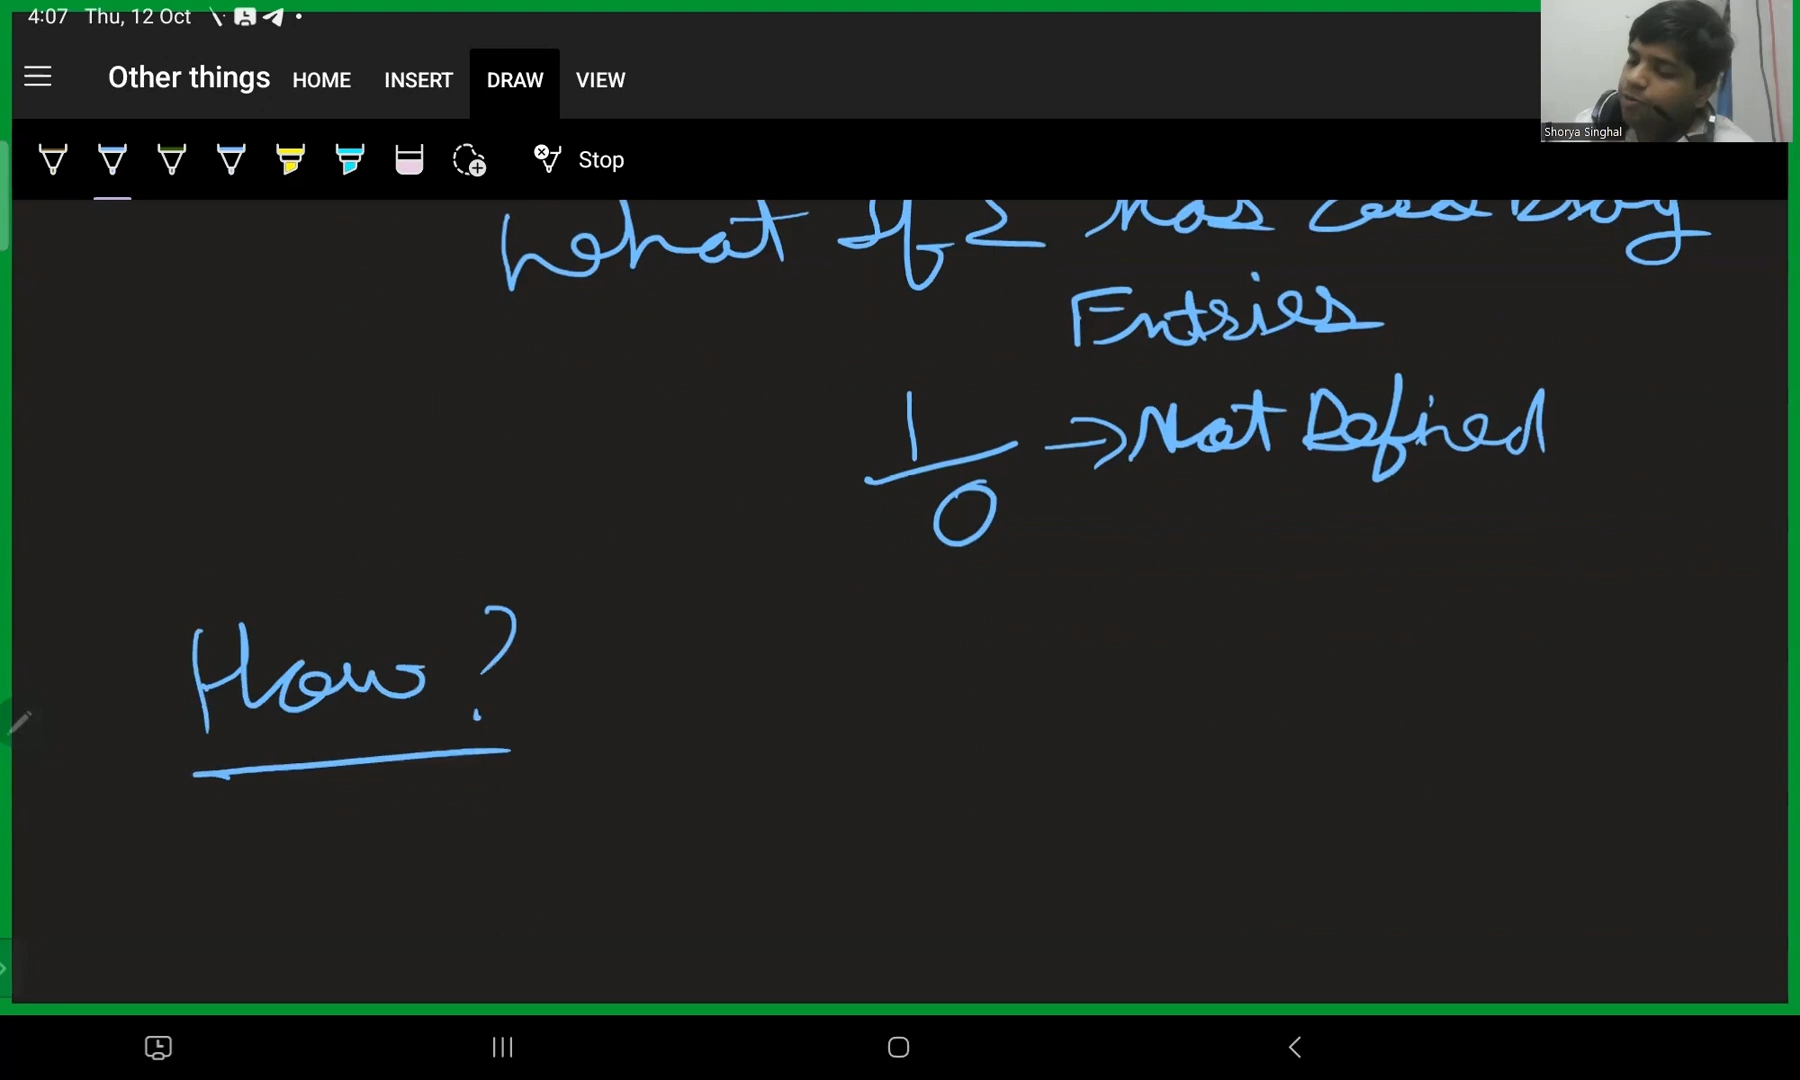 4:07 Thu, 12 Oct
Shorya Singhal
Other things HOME INSERT DRAW VIEW
Stop
What If Σ has
Entries
1/0 → Not Defined
How?